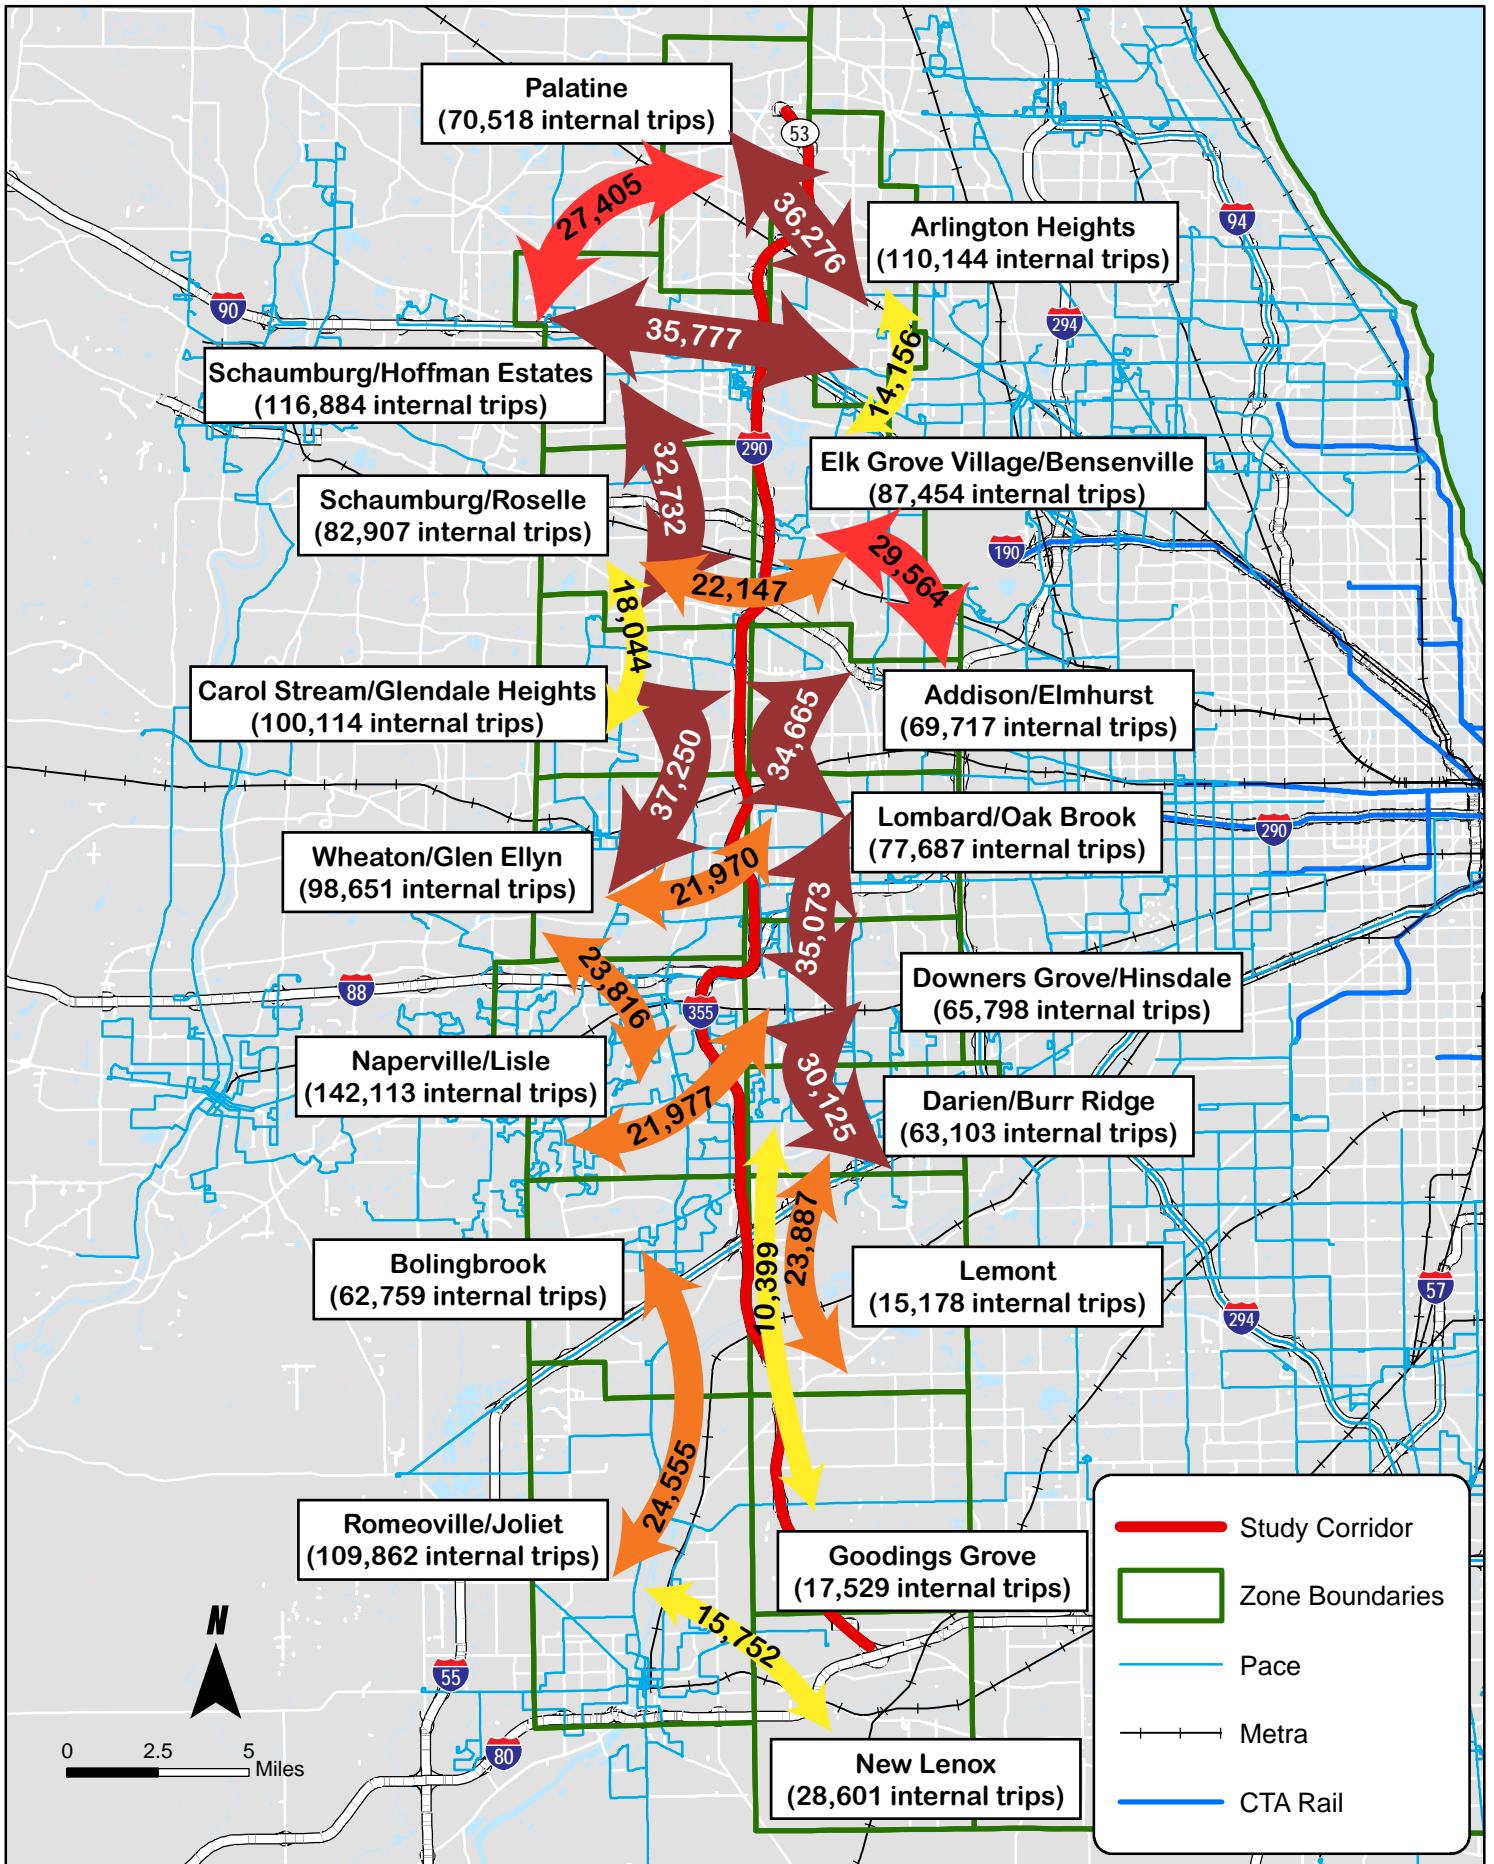 Palatine
(70,518 internal trips)
53
27,405
36,276
Arlington Heights
(110,144 internal trips)
94
90
294
35,777
14,156
Schaumburg/Hoffman Estates
(116,884 internal trips)
290
32,732
Elk Grove Village/Bensenville
(87,454 internal trips)
Schaumburg/Roselle
(82,907 internal trips)
190
29,564
22,147
18,044
Carol Stream/Glendale Heights
(100,114 internal trips)
Addison/Elmhurst
(69,717 internal trips)
34,665
37,250
Lombard/Oak Brook
(77,687 internal trips)
290
Wheaton/Glen Ellyn
(98,651 internal trips)
21,970
35,073
23,816
Downers Grove/Hinsdale
(65,798 internal trips)
88
355
Naperville/Lisle
(142,113 internal trips)
21,977
30,125
Darien/Burr Ridge
(63,103 internal trips)
23,887
10,399
Bolingbrook
(62,759 internal trips)
Lemont
(15,178 internal trips)
57
294
24,555
Romeoville/Joliet
(109,862 internal trips)
Goodings Grove
(17,529 internal trips)
15,752
N
55
80
0 2.5 5
Miles
New Lenox
(28,601 internal trips)
Study Corridor
Zone Boundaries
Pace
Metra
CTA Rail